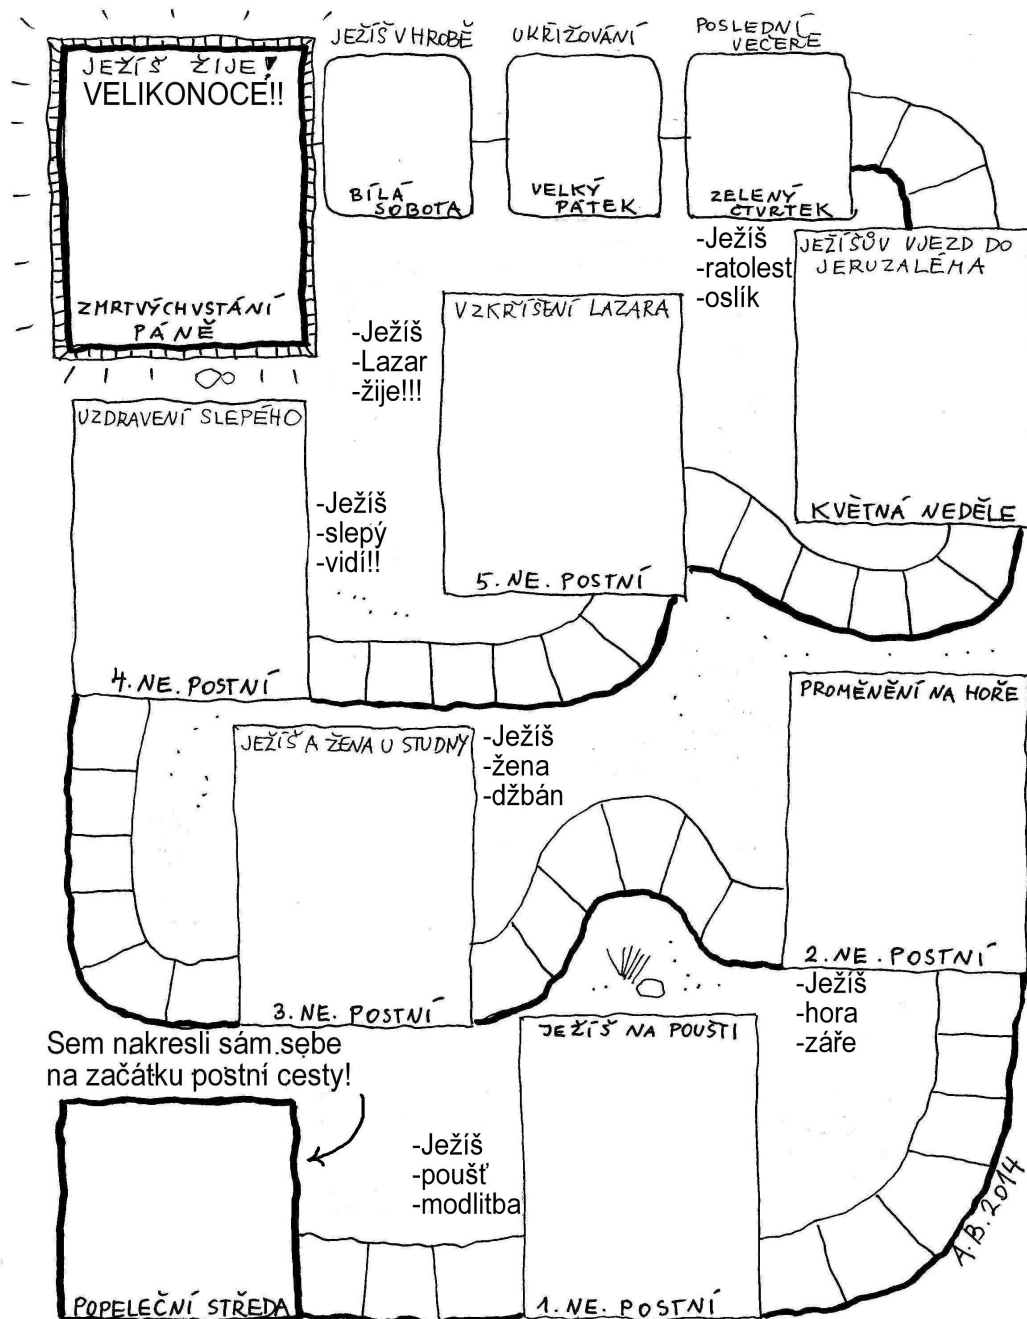 JEŽÍŠ ŽIJE!
VELIKONOCE!!
ZMRTVÝCHVSTÁNÍ
PÁNĚ
JEŽÍŠ V HROBĚ
BÍLÁ
SOBOTA
UKŘIŽOVÁNÍ
VELKÝ
PÁTEK
POSLEDNÍ
VEČEŘE
ZELENÝ
ČTVRTEK
-Ježíš
-ratolest
-oslík
JEŽÍŠŮV VJEZD DO
JERUZALÉMA
KVĚTNÁ NEDĚLE
VZKŘÍŠENÍ LAZARA
-Ježíš
-Lazar
-žije!!!
5. NE. POSTNÍ
UZDRAVENÍ SLEPÉHO
-Ježíš
-slepý
-vidí!!
4. NE. POSTNÍ
JEŽÍŠ A ŽENA U STUDNY
-Ježíš
-žena
-džbán
3. NE. POSTNÍ
PROMĚNĚNÍ NA HOŘE
2. NE. POSTNÍ
-Ježíš
-hora
-záře
JEŽÍŠ NA POUŠTI
-Ježíš
-poušť
-modlitba
1. NE. POSTNÍ
Sem nakresli sám sebe
na začátku postní cesty!
POPELEČNÍ STŘEDA
A.B. 2014